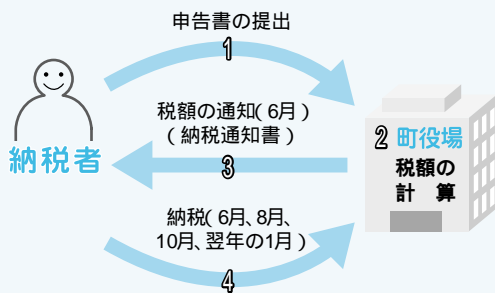 申告書の提出
1
税額の通知(6月)
(納税通知書)
納税者
3
2 町役場
税額の
計算
納税(6月、8月、
10月、翌年の1月)
4